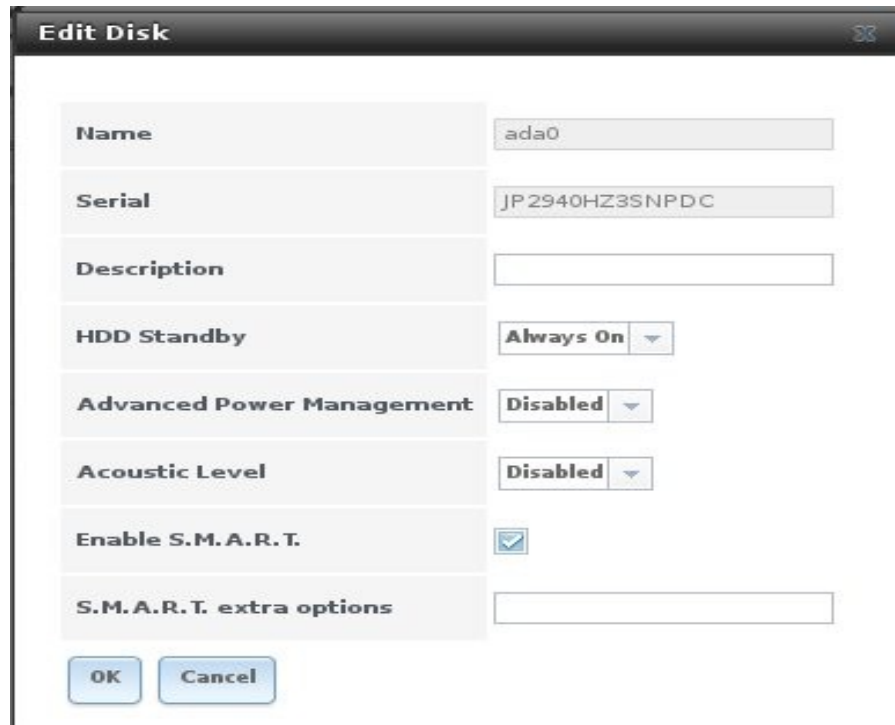 Edit Disk
Name ada0
Serial JP2940HZ3SNPDC
Description
HDD Standby Always On
Advanced Power Management Disabled
Acoustic Level Disabled
Enable S.M.A.R.T.
S.M.A.R.T. extra options
OK Cancel